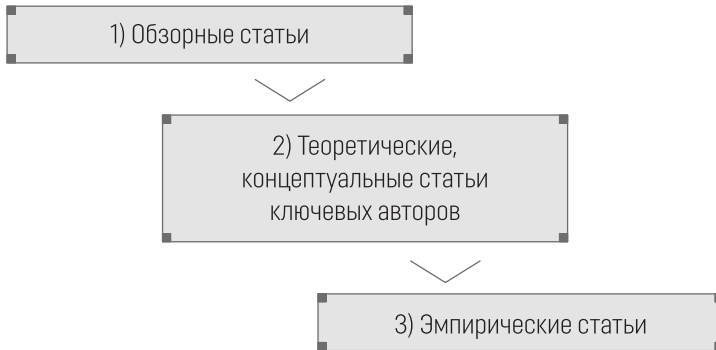 1) Обзорные статьи
2) Теоретические,
концептуальные статьи
ключевых авторов
3) Эмпирические статьи